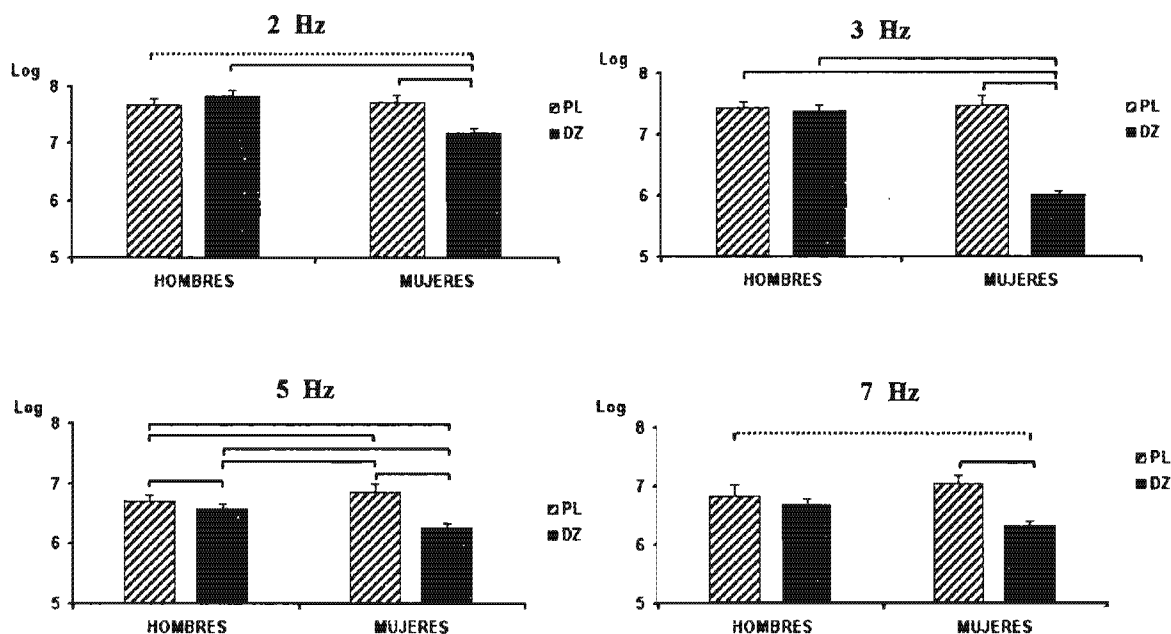 2 Hz
Log
8
7
6
5
HOMBRES
MUJERES
PL
DZ
3 Hz
Log
8
7
6
5
HOMBRES
MUJERES
PL
DZ
5 Hz
Log
8
7
6
5
HOMBRES
MUJERES
PL
DZ
7 Hz
Log
8
7
6
5
HOMBRES
MUJERES
PL
DZ